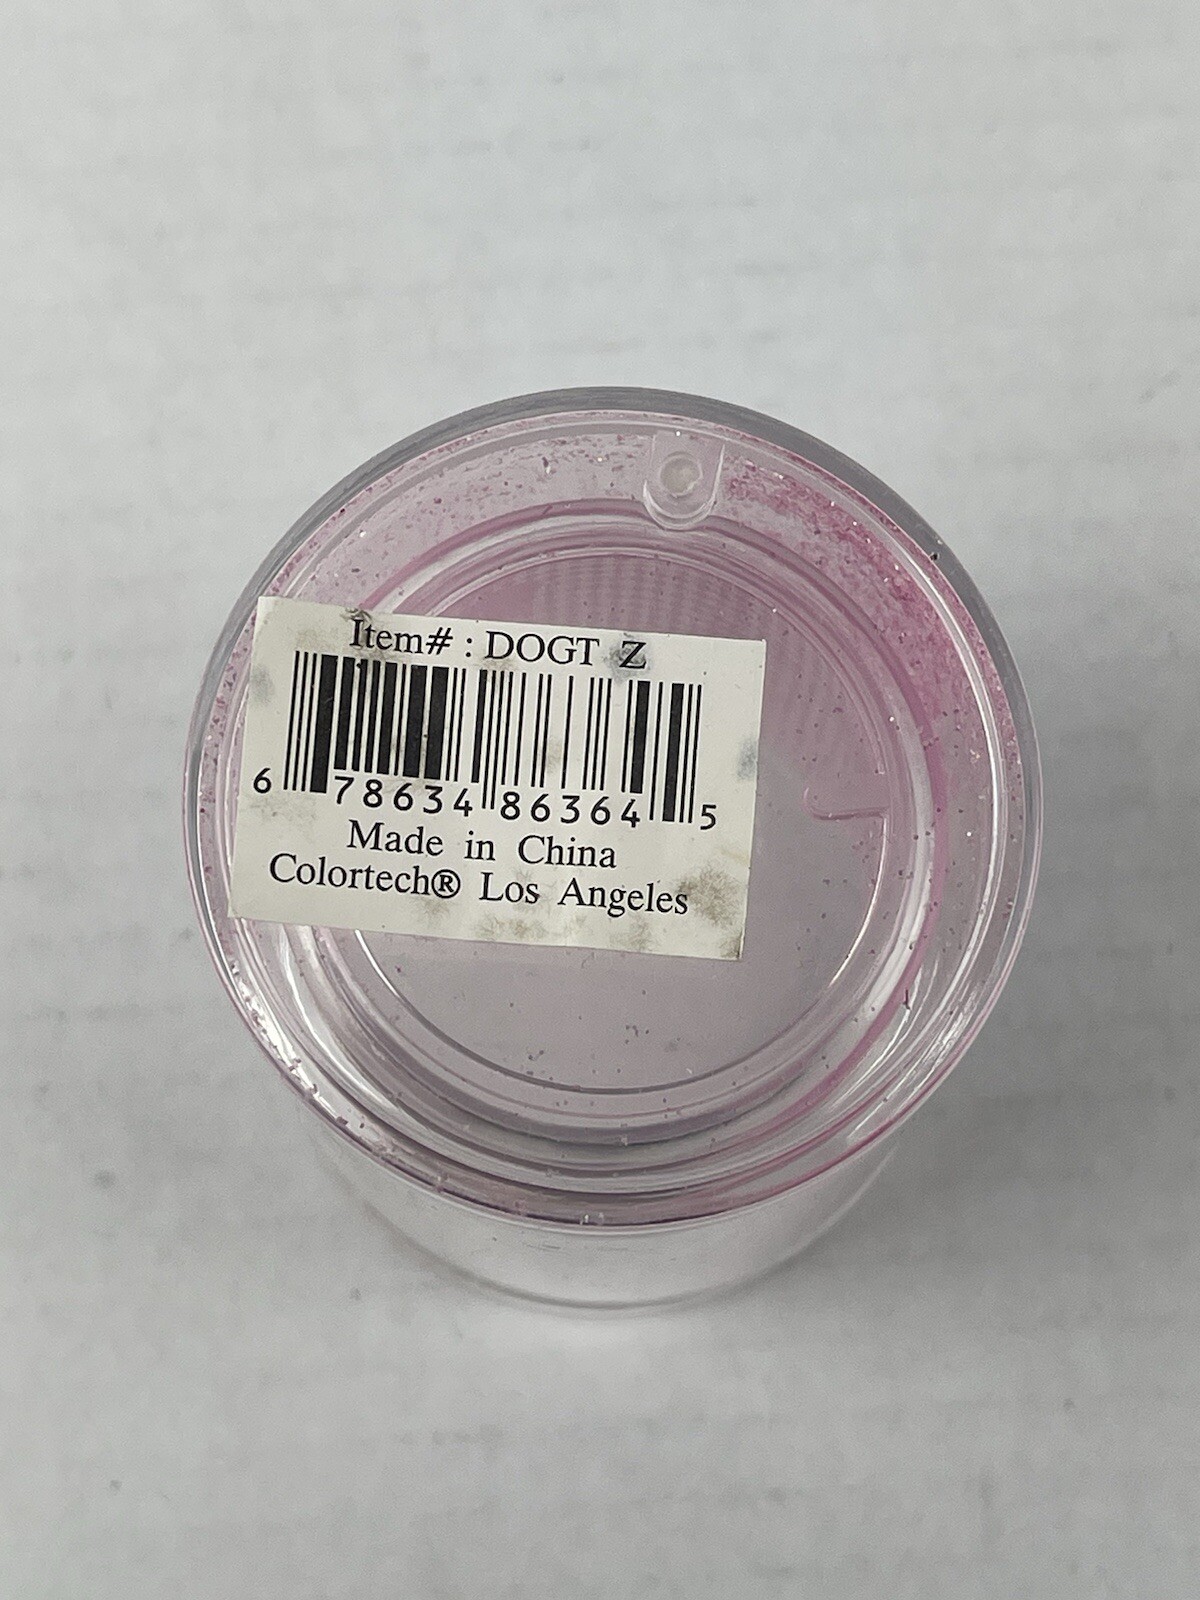 Item# : DOGT Z
6 78634 86364 5
Made in China
Colortech® Los Angeles